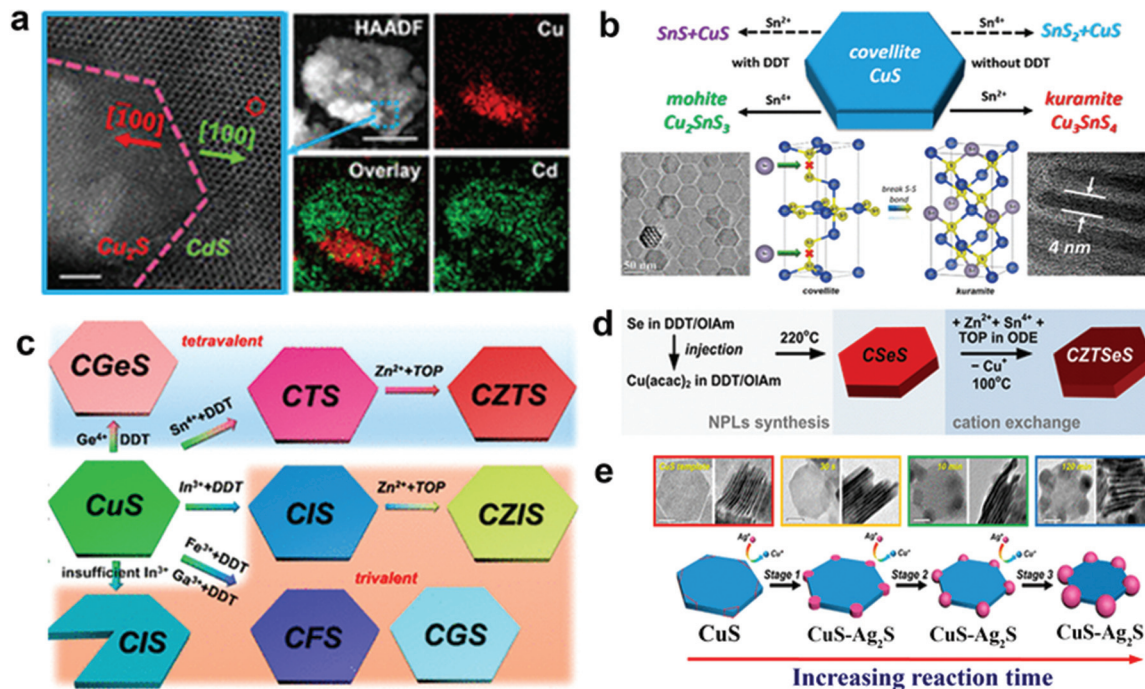 a
HAADF
Cu
[1̅00]
[100]
Cu₂S
CdS
Overlay
Cd
b
Sn²⁺
Sn⁴⁺
SnS+CuS
covellite
CuS
SnS₂+CuS
with DDT
without DDT
mohite
Cu₂SnS₃
Sn⁴⁺
Sn²⁺
kuramite
Cu₃SnS₄
break S-S
bond
50 nm
4 nm
covellite
kuramite
c
CGeS
tetravalent
CTS
Zn²⁺+TOP
CZTS
Sn⁴⁺+DDT
Ge⁴⁺
DDT
CuS
In³⁺+DDT
CIS
Zn²⁺+TOP
CZIS
Fe³⁺+DDT
Ga³⁺+DDT
insufficient In³⁺
trivalent
CIS
CFS
CGS
d
Se in DDT/OlAm
injection
Cu(acac)₂ in DDT/OlAm
220°C
CSeS
+ Zn²⁺+ Sn⁴⁺ +
TOP in ODE
− Cu⁺
100°C
CZTSeS
NPLs synthesis
cation exchange
e
CuS template
30 s
50 min
120 min
Ag⁺
Cu⁺
Ag⁺
Cu⁺
Ag⁺
Cu⁺
Stage 1
Stage 2
Stage 3
CuS
CuS-Ag₂S
CuS-Ag₂S
CuS-Ag₂S
Increasing reaction time